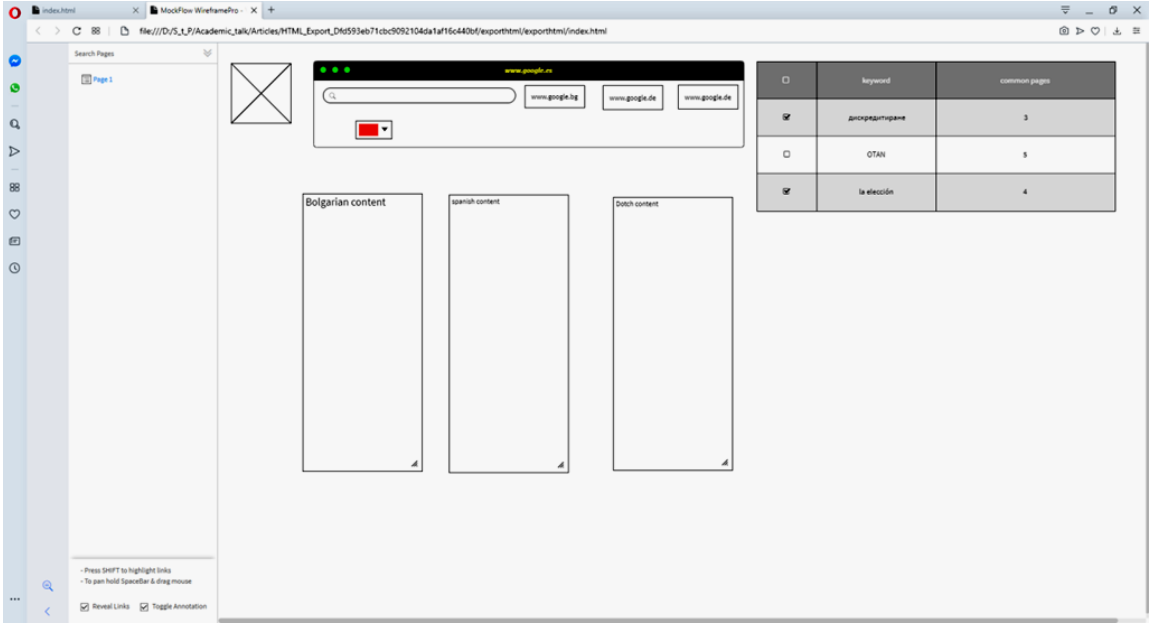 index.html
MockFlow WireframePro -
file:///D:/S_t_P/Academic_talk/Articles/HTML_Export_Dfd593eb71cbc9092104da1af16c440bf/exporthtml/exporthtml/index.html
Search Pages
Page 1
www.google.es
www.google.bg
www.google.de
www.google.de
keyword common pages
дискредитиране 3
OTAN 5
la elección 4
Bolgarian content
spanish content
Dotch content
- Press SHIFT to highlight links
- To pan hold SpaceBar & drag mouse
Reveal Links Toggle Annotation